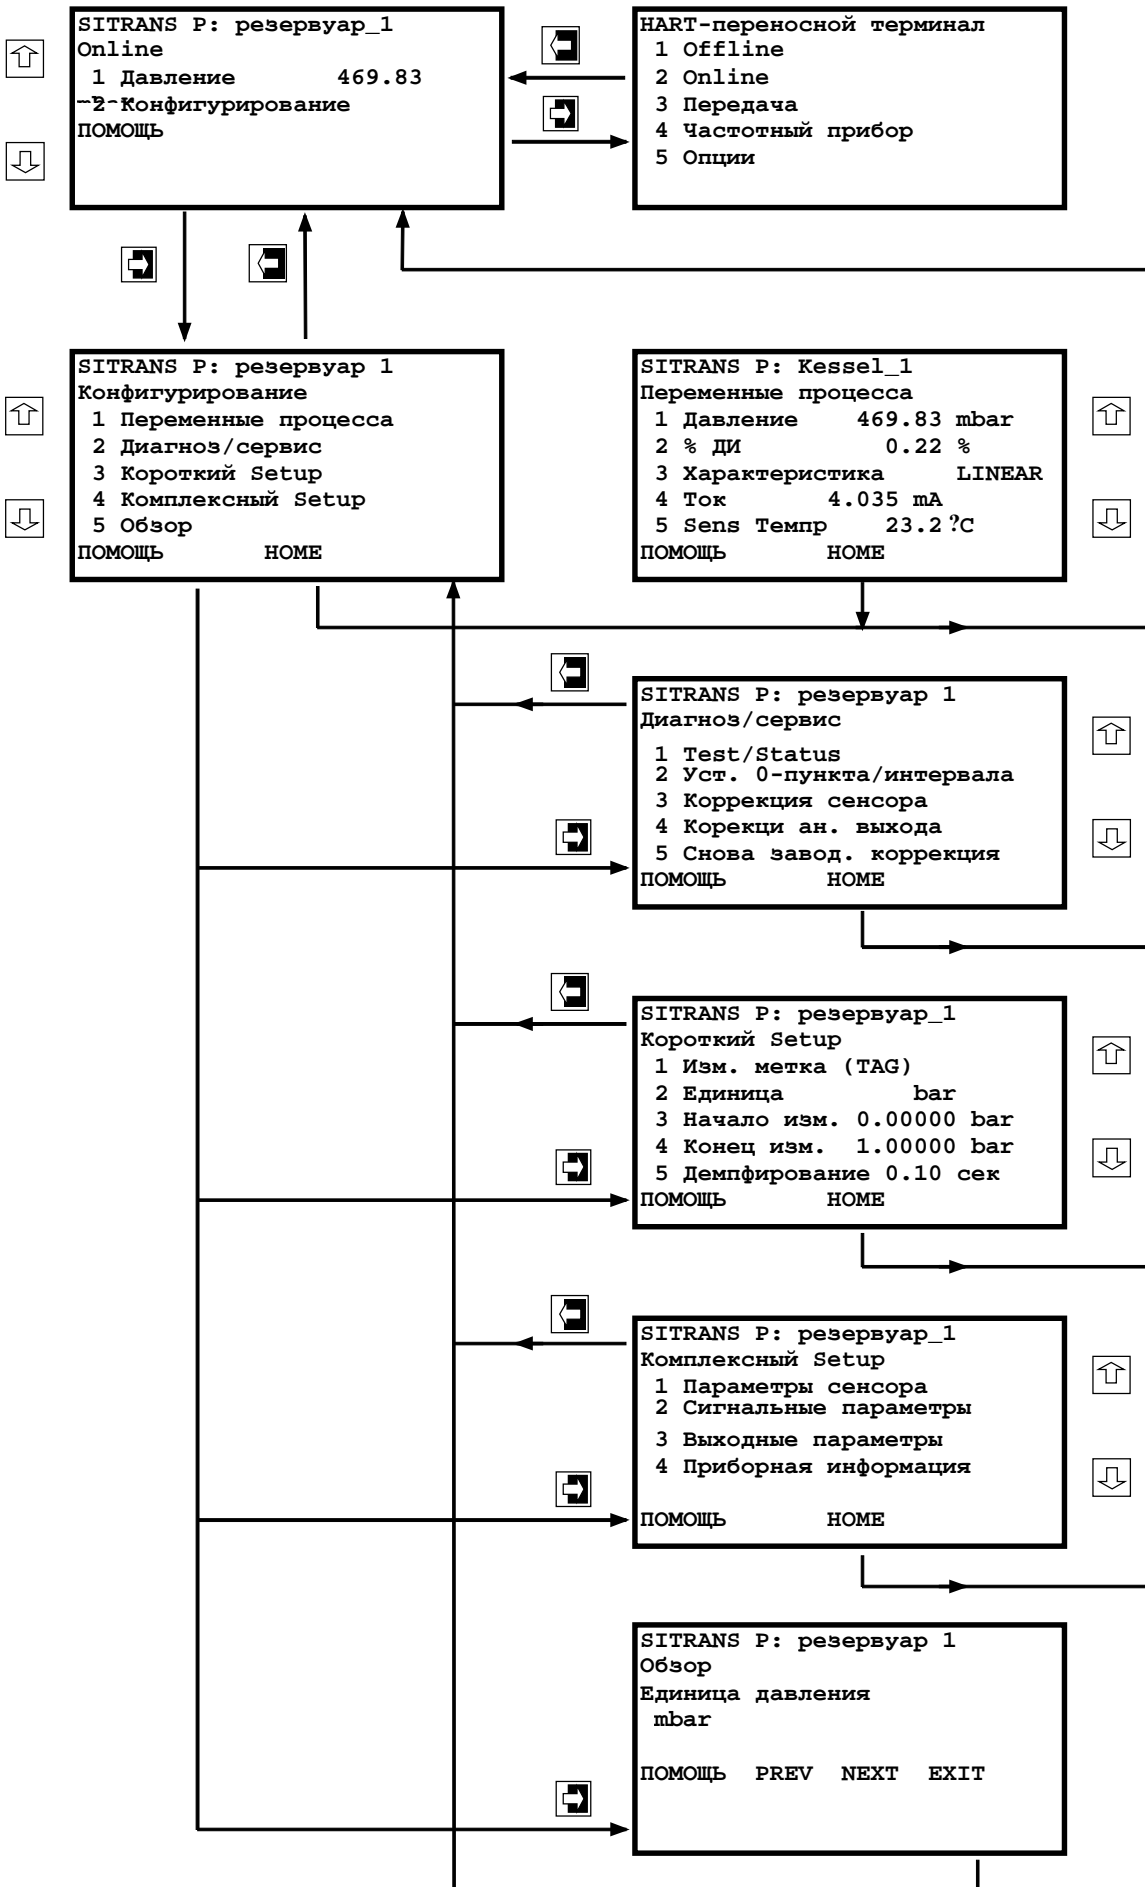 SITRANS P: резервуар_1
Online
1 Давление 469.83
2 Конфигурирование
ПОМОЩЬ
HART-переносной терминал
1 Offline
2 Online
3 Передача
4 Частотный прибор
5 Опции
SITRANS P: резервуар 1
Конфигурирование
1 Переменные процесса
2 Диагноз/сервис
3 Короткий Setup
4 Комплексный Setup
5 Обзор
ПОМОЩЬ HOME
SITRANS P: Kessel_1
Переменные процесса
1 Давление 469.83 mbar
2 % ДИ 0.22 %
3 Характеристика LINEAR
4 Ток 4.035 mA
5 Sens Темпр 23.2 ?C
ПОМОЩЬ HOME
SITRANS P: резервуар 1
Диагноз/сервис
1 Test/Status
2 Уст. 0-пункта/интервала
3 Коррекция сенсора
4 Корекци ан. выхода
5 Снова завод. коррекция
ПОМОЩЬ HOME
SITRANS P: резервуар_1
Короткий Setup
1 Изм. метка (TAG)
2 Единица bar
3 Начало изм. 0.00000 bar
4 Конец изм. 1.00000 bar
5 Демпфирование 0.10 сек
ПОМОЩЬ HOME
SITRANS P: резервуар_1
Комплексный Setup
1 Параметры сенсора
2 Сигнальные параметры
3 Выходные параметры
4 Приборная информация
ПОМОЩЬ HOME
SITRANS P: резервуар 1
Обзор
Единица давления
mbar
ПОМОЩЬ PREV NEXT EXIT